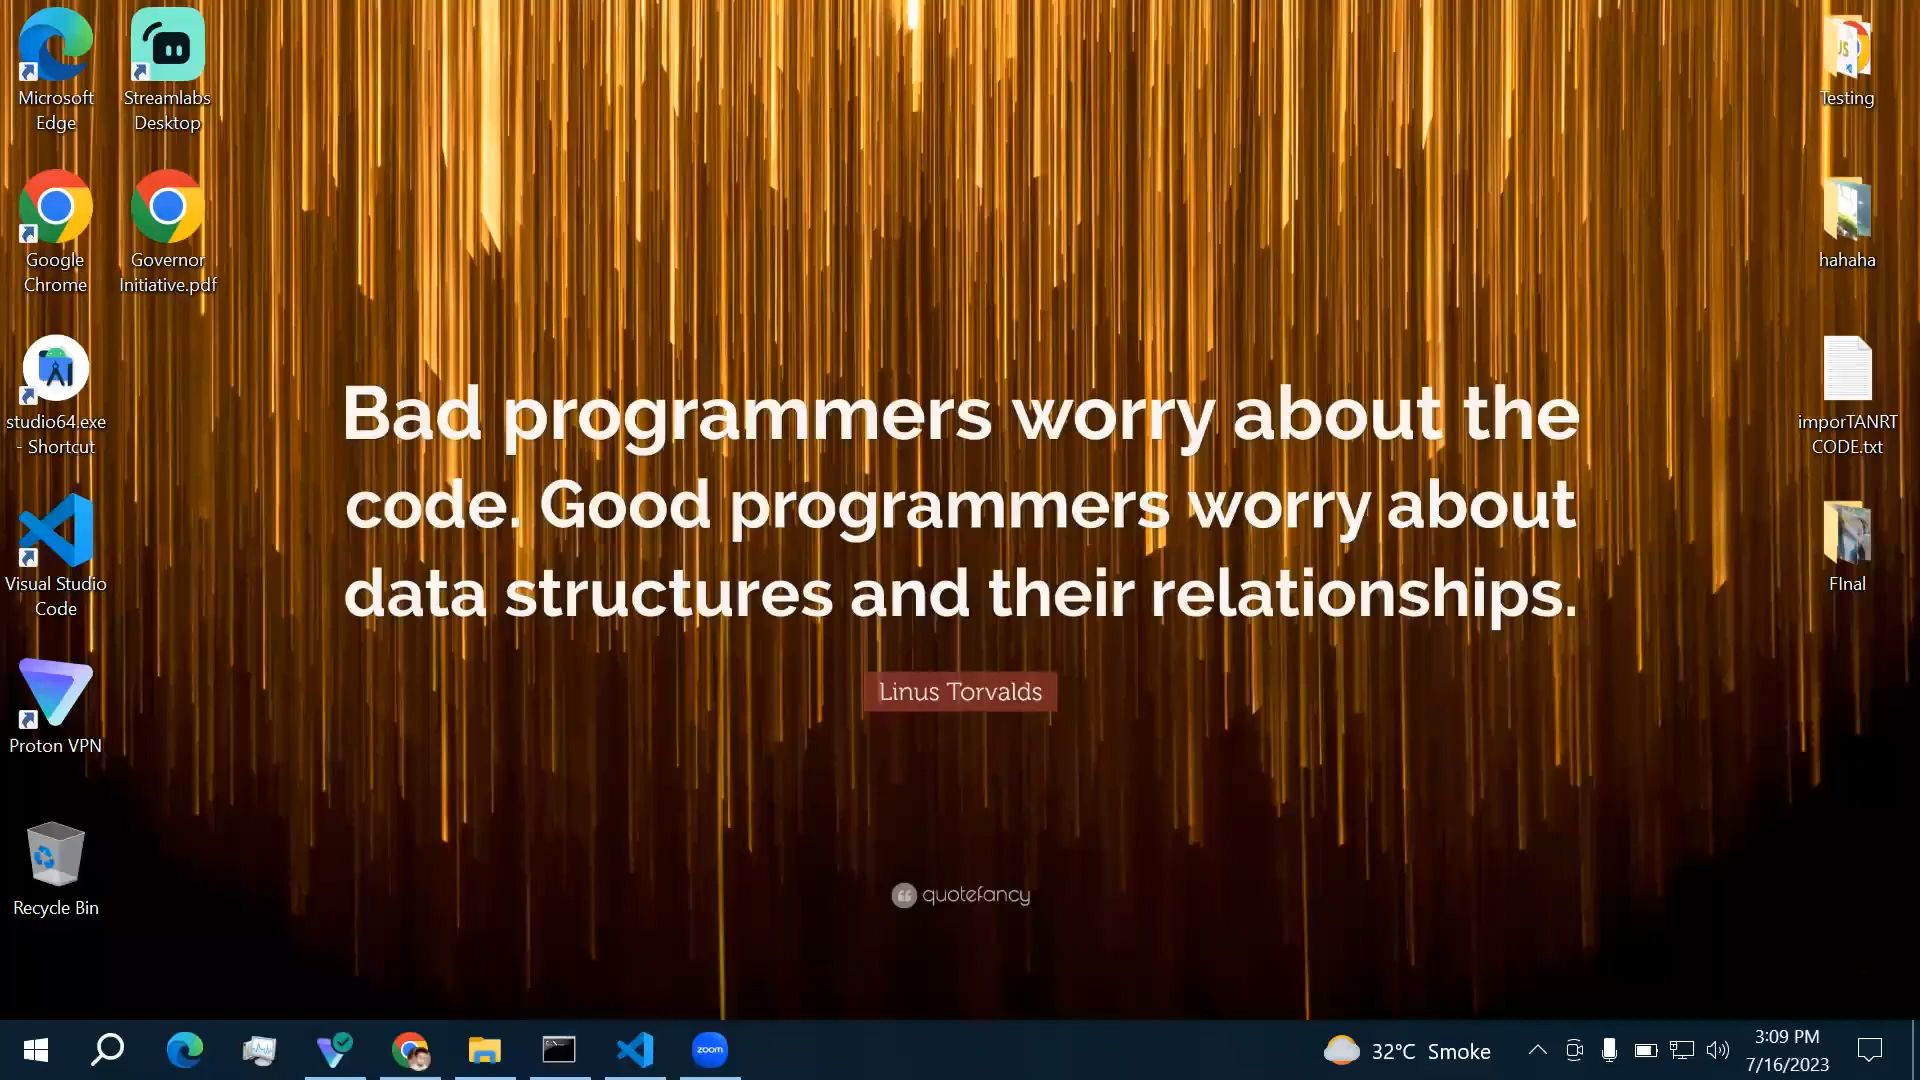 Microsoft
Edge
Streamlabs
Desktop
Google
Chrome
Governor
Initiative.pdf
studio64.exe
- Shortcut
Visual Studio
Code
Proton VPN
Recycle Bin
Bad programmers worry about the
code. Good programmers worry about
data structures and their relationships.
Linus Torvalds
quotefancy
JS
Testing
hahaha
imporTANRT
CODE.txt
FInal
zoom
32°C Smoke
3:09 PM
7/16/2023